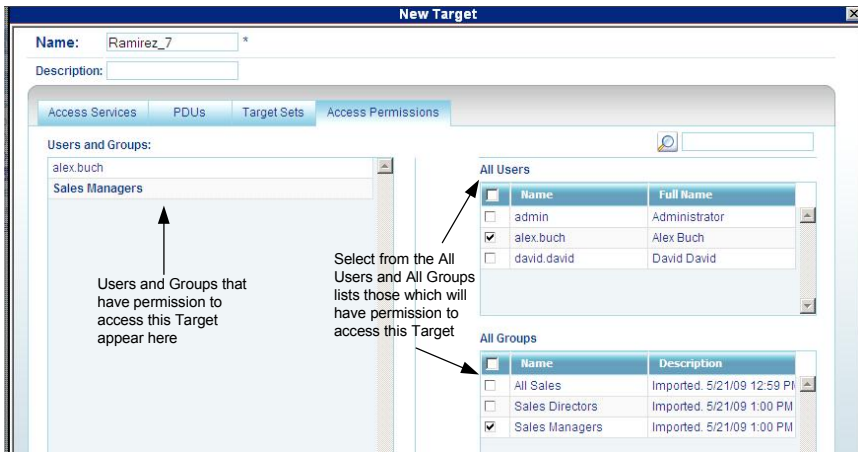 New Target
Name: Ramirez_7 *
Description:
Access Services PDUs Target Sets Access Permissions
Users and Groups:
alex.buch
Sales Managers
Users and Groups that
have permission to
access this Target
appear here
Select from the All
Users and All Groups
lists those which will
have permission to
access this Target
All Users
Name Full Name
admin Administrator
alex.buch Alex Buch
david.david David David
All Groups
Name Description
All Sales Imported. 5/21/09 12:59 PM
Sales Directors Imported. 5/21/09 1:00 PM
Sales Managers Imported. 5/21/09 1:00 PM